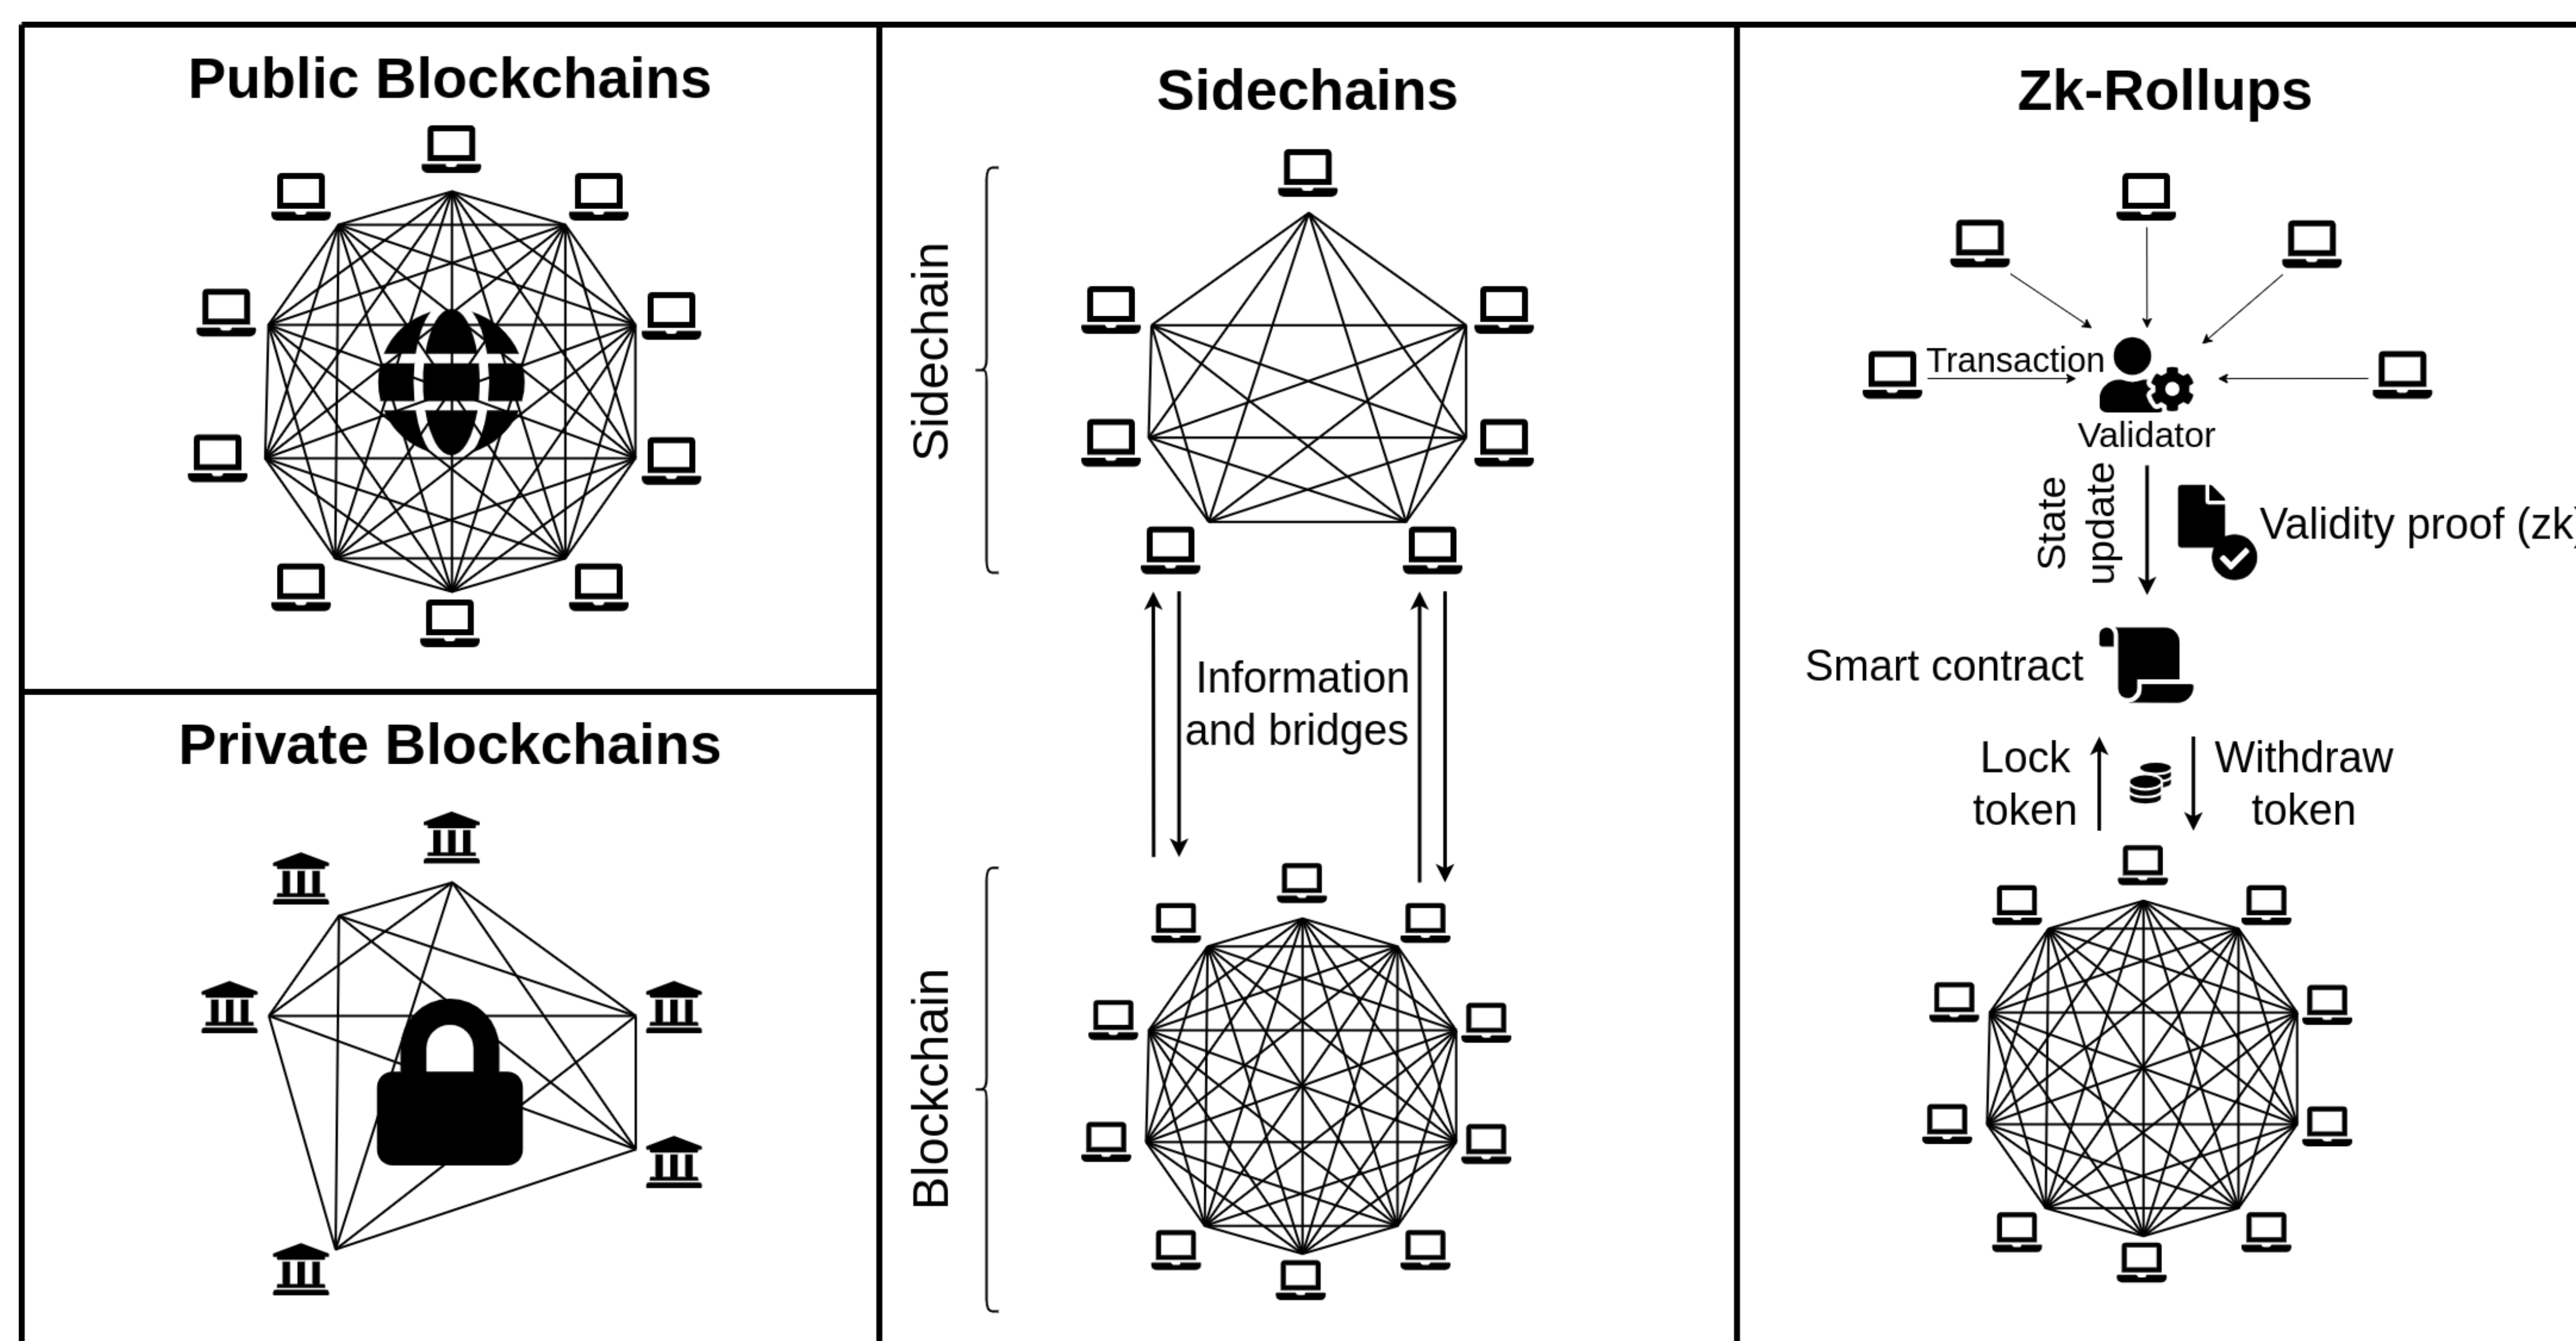 Public Blockchains
Private Blockchains
Sidechains
Sidechain
Information
and bridges
Blockchain
Zk-Rollups
Transaction
Validator
State
update
Validity proof (zk)
Smart contract
Lock
token
Withdraw
token